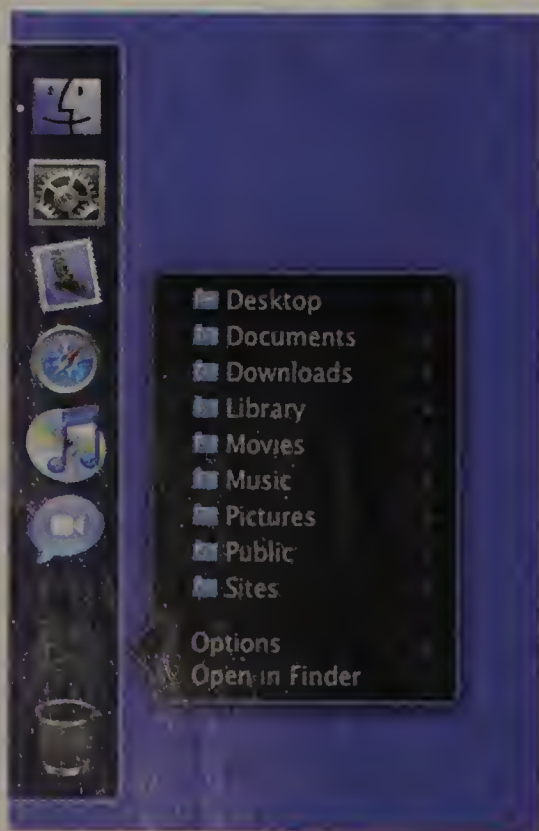 Desktop
Documents
Downloads
Library
Movies
Music
Pictures
Public
Sites
Options
Open in Finder